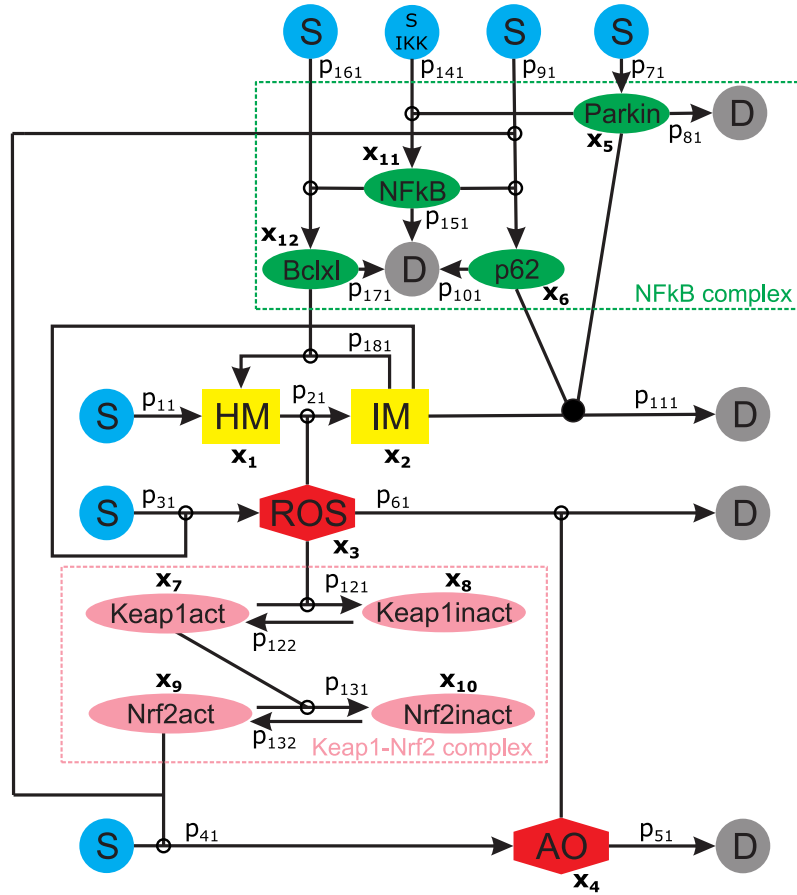 S
S
IKK
S
S
p161
p141
p91
p71
Parkin
D
x5
p81
x11
NFkB
p151
x12
Bclxl
D
p62
p171
p101
x6
NFkB complex
p181
S
p11
HM
p21
IM
p111
D
x1
x2
S
p31
ROS
p61
D
x3
x7
p121
x8
Keap1act
Keap1inact
p122
x9
p131
x10
Nrf2act
Nrf2inact
p132
Keap1-Nrf2 complex
S
p41
AO
p51
D
x4